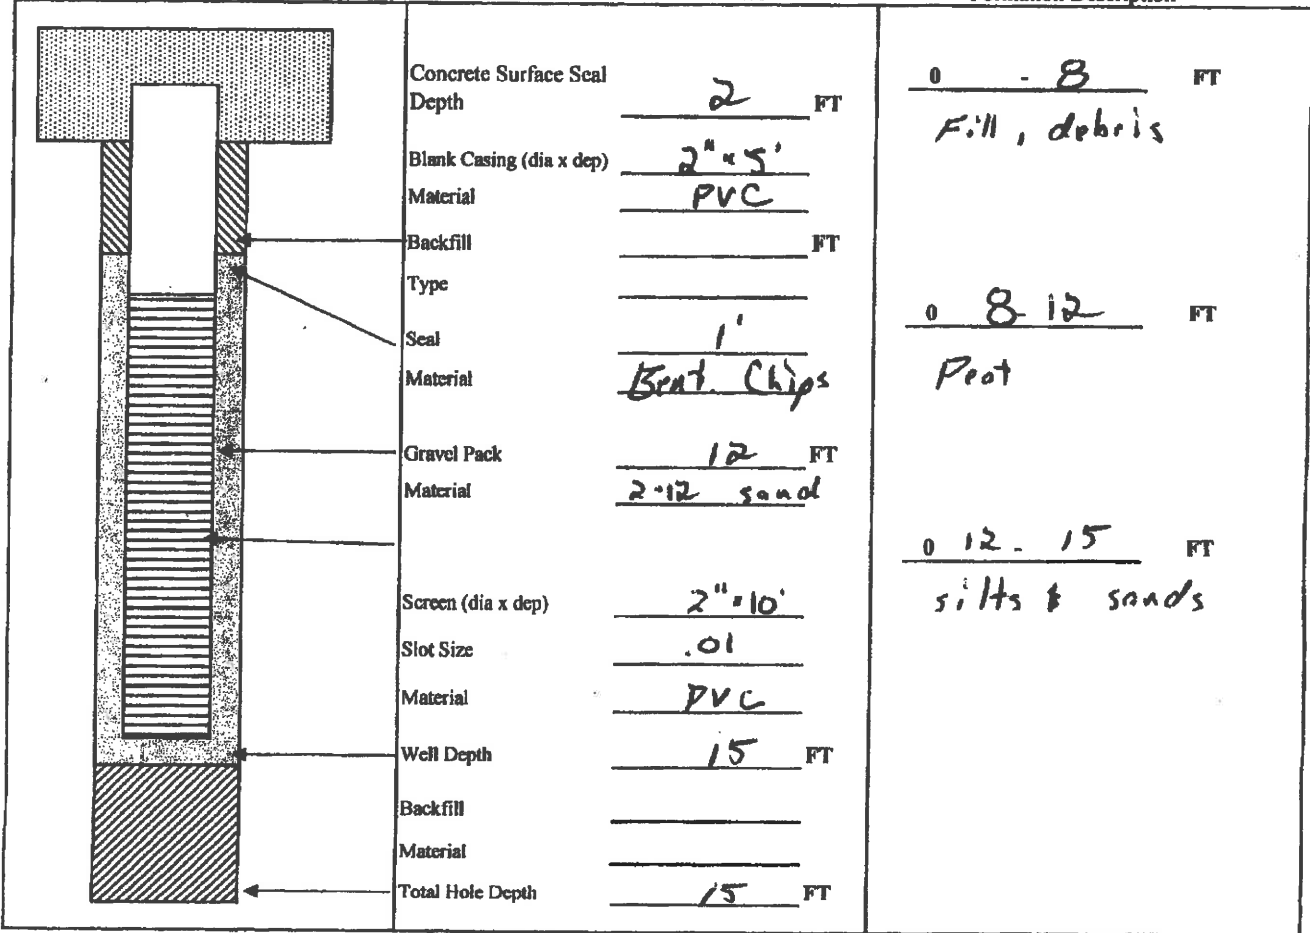 Formation Description
Concrete Surface Seal
Depth 2 FT
Blank Casing (dia x dep) 2" x 5'
Material PVC
Backfill FT
Type
Seal 1'
Material Bent. Chips
Gravel Pack 12 FT
Material 2-12 sand
Screen (dia x dep) 2" x 10'
Slot Size .01
Material PVC
Well Depth 15 FT
Backfill
Material
Total Hole Depth 15 FT
0 - 8 FT
Fill, debris
0 8-12 FT
Peat
0 12 - 15 FT
silts & sands